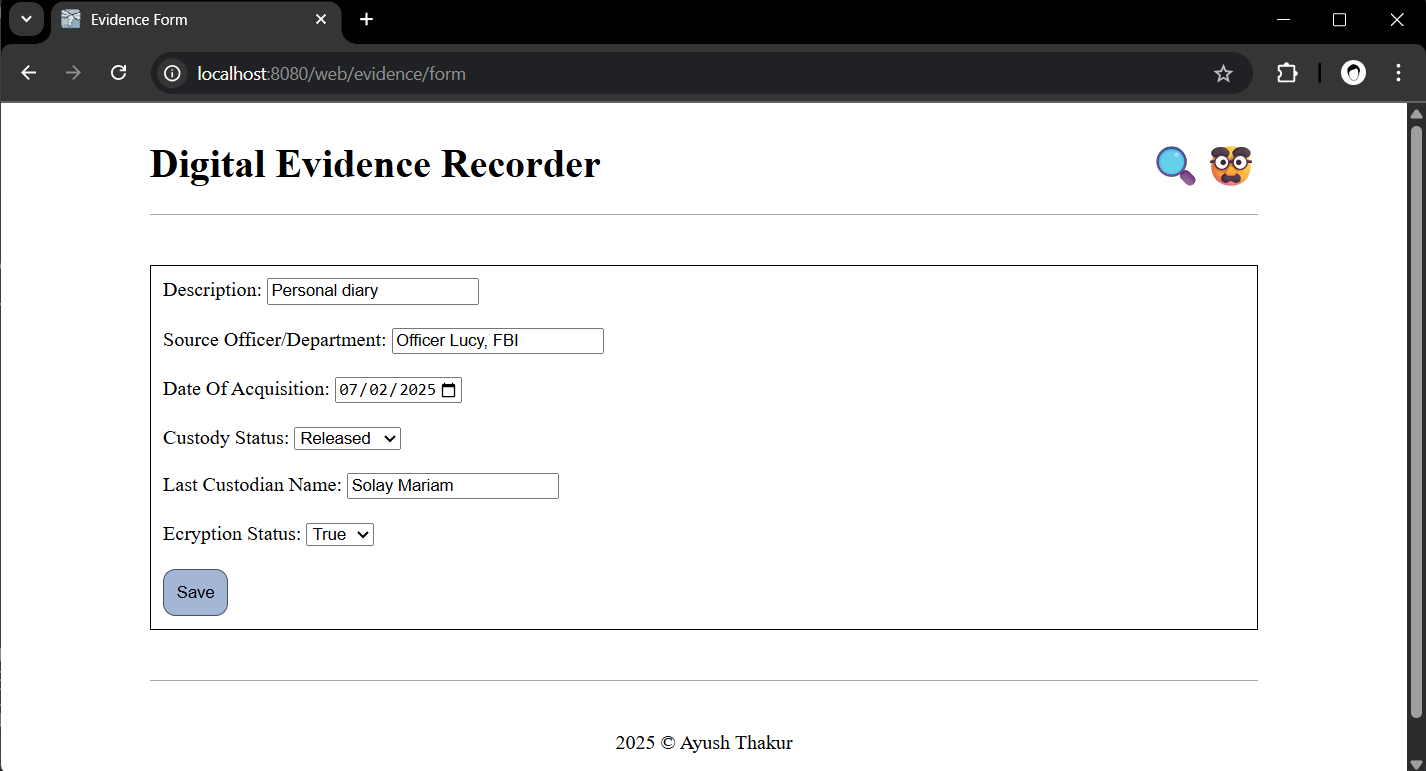 Evidence Form
localhost:8080/web/evidence/form
Digital Evidence Recorder
Description: Personal diary
Source Officer/Department: Officer Lucy, FBI
Date Of Acquisition: 07/02/2025
Custody Status: Released
Last Custodian Name: Solay Mariam
Ecryption Status: True
Save
2025 © Ayush Thakur